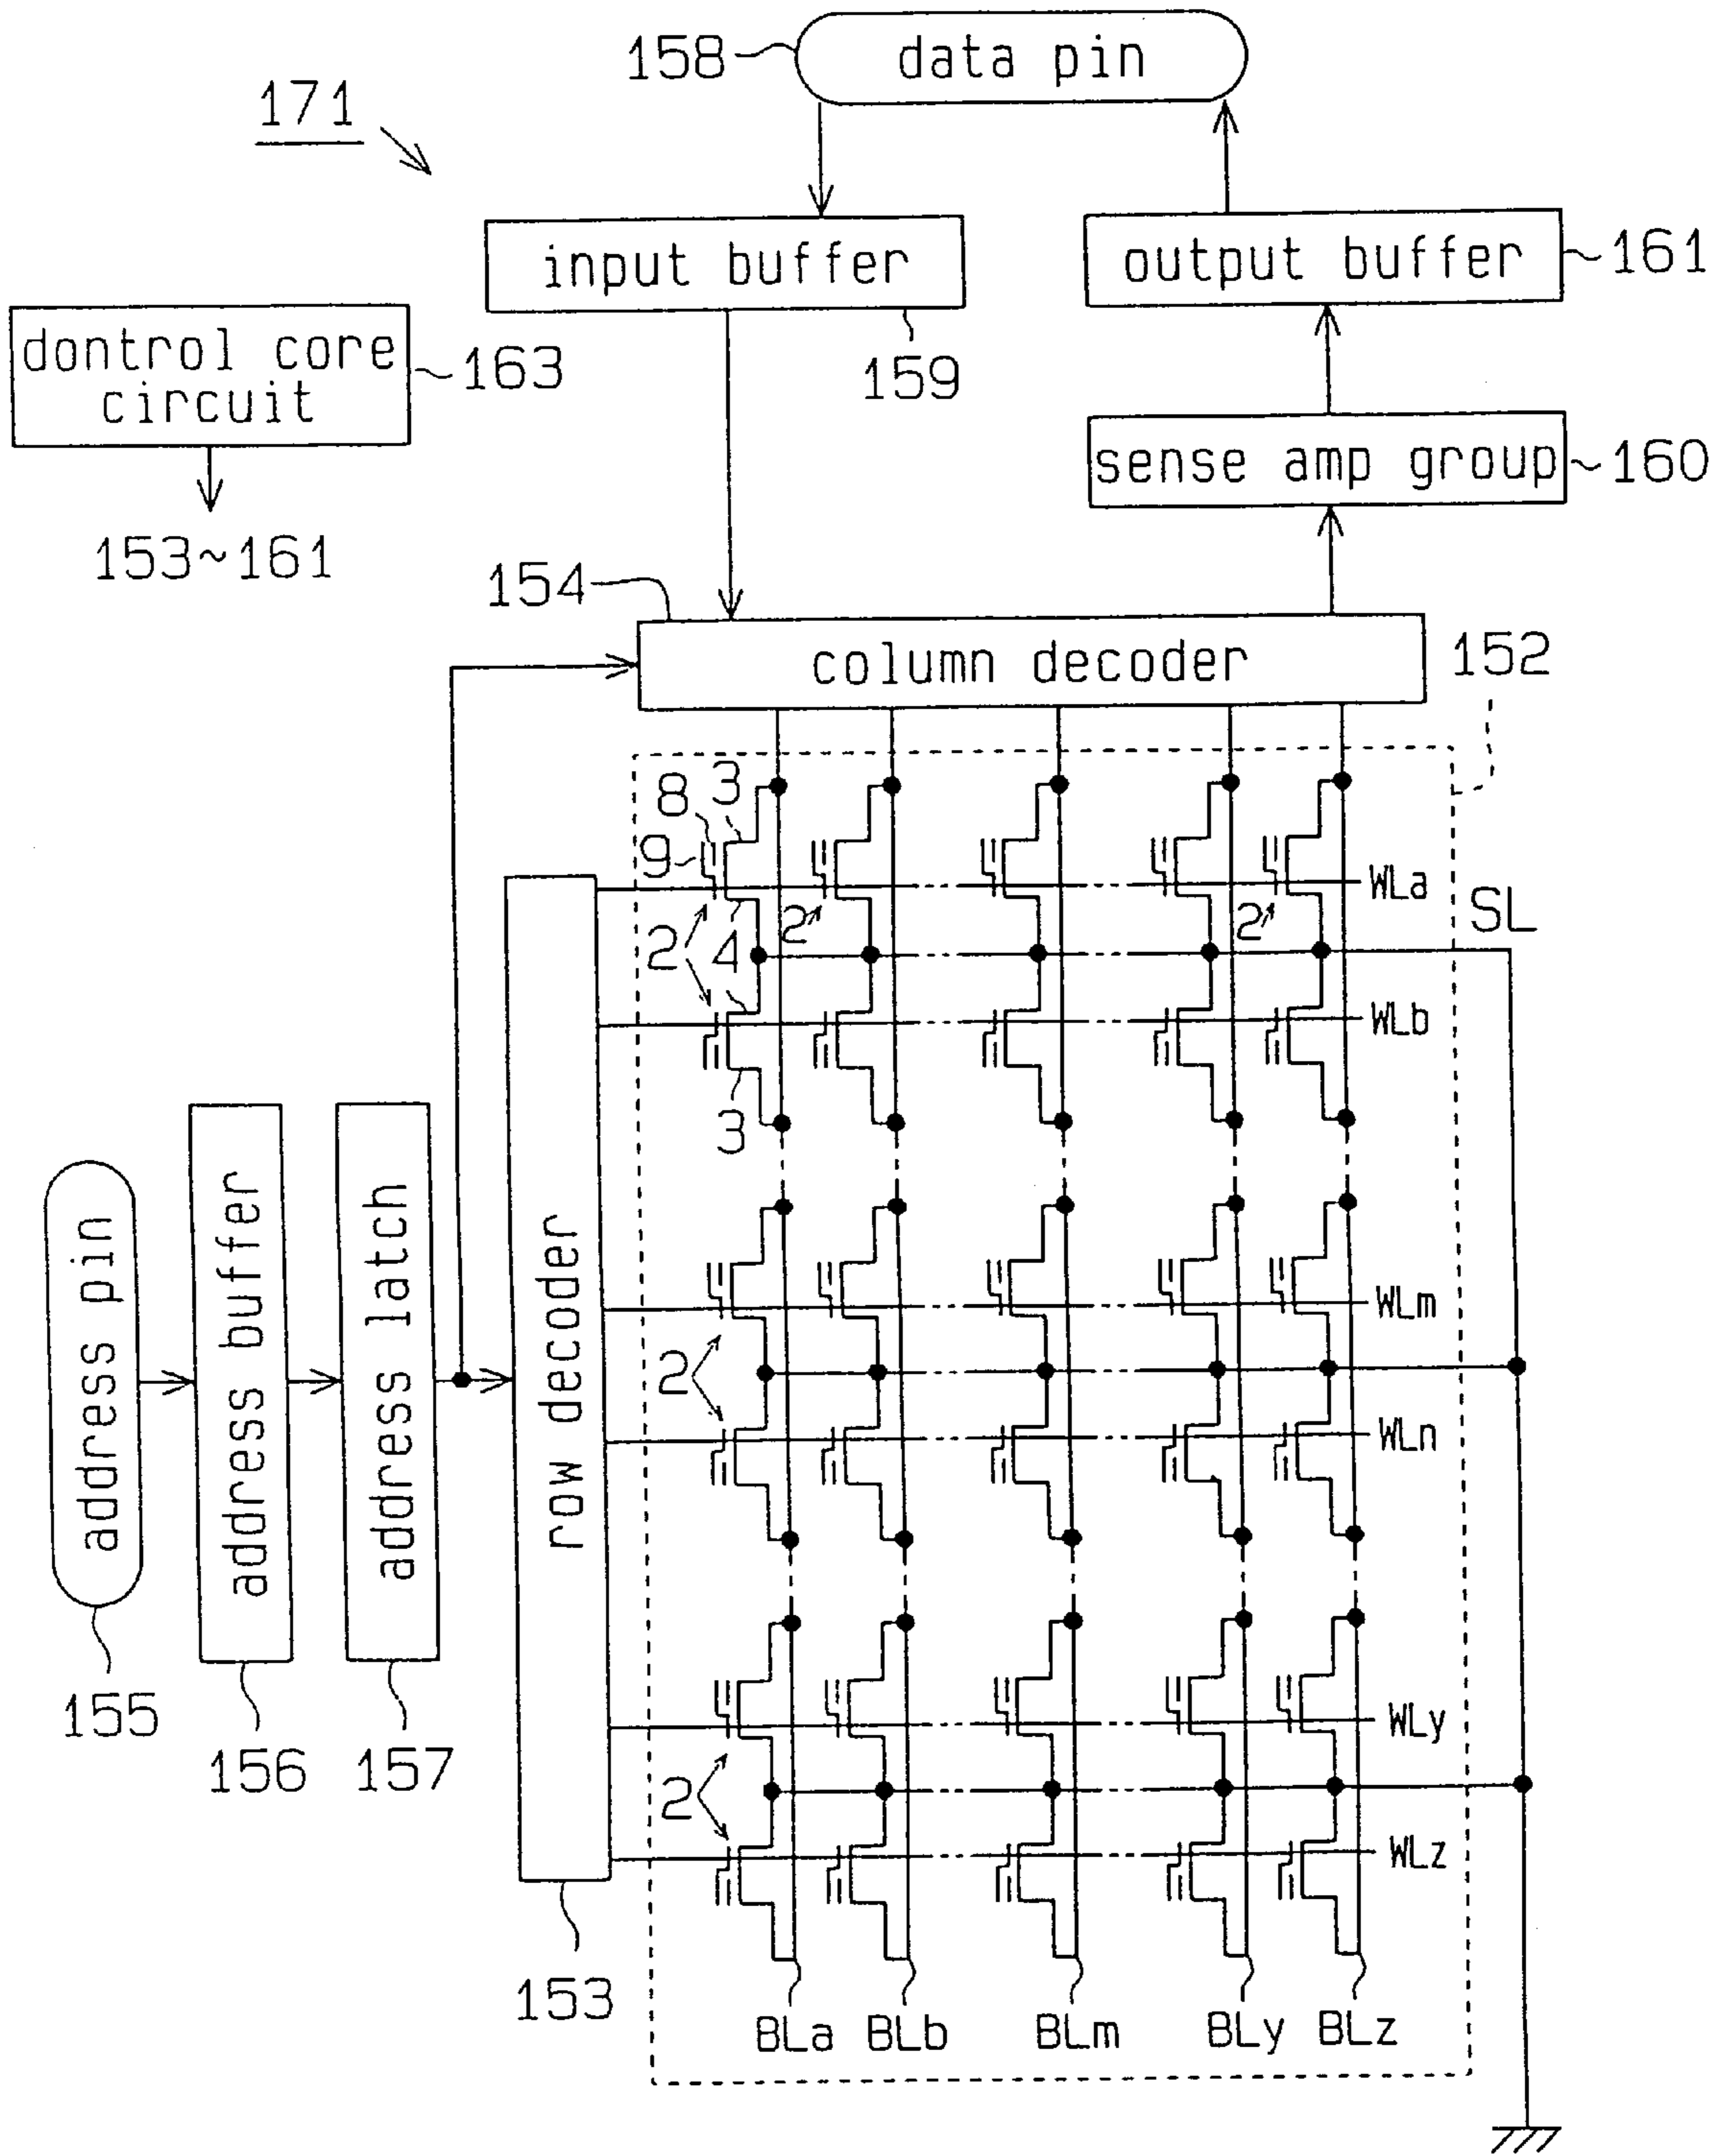 158
data pin
171
input buffer
output buffer
161
dontrol core
circuit
163
159
sense amp group
160
153~161
154
column decoder
152
3
8
9
WLa
2
4
2
2
SL
3
WLb
3
address pin
address buffer
address latch
row decoder
WLm
2
WLn
155
156
157
WLy
2
WLz
153
BLa
BLb
BLm
BLy
BLz